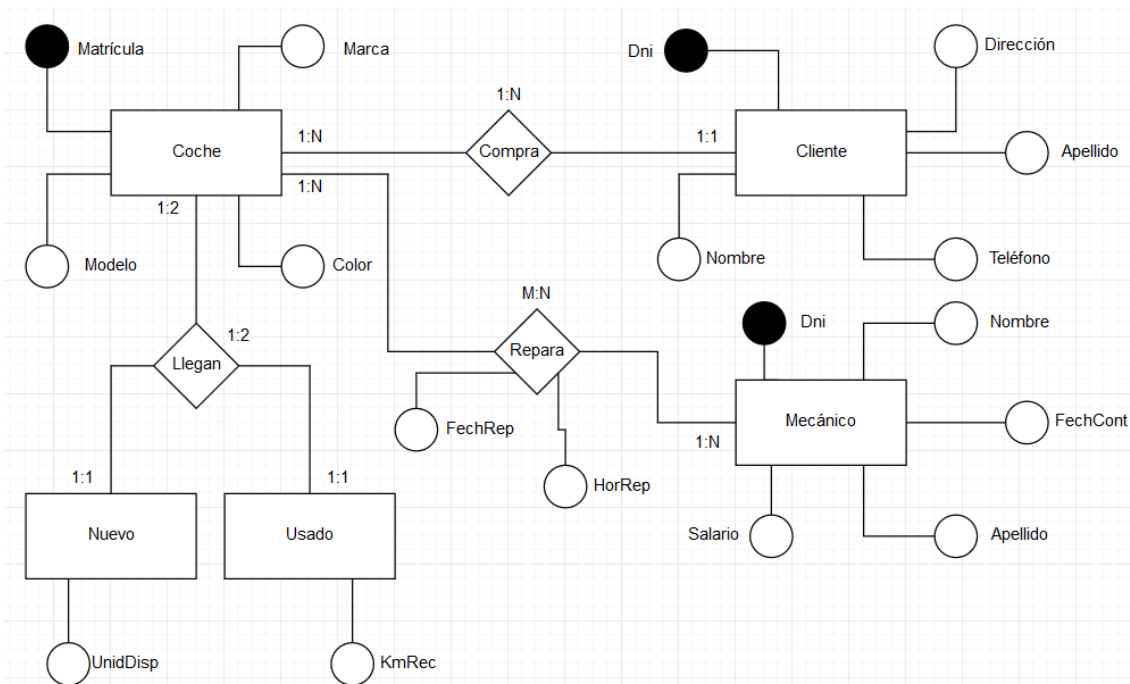 Matrícula
Marca
Dni
Dirección
1:N
Coche
1:N
Compra
1:1
Cliente
Apellido
1:N
1:2
Modelo
Color
Nombre
Teléfono
M:N
Dni
Nombre
1:2
Llegan
Repara
FechRep
Mecánico
FechCont
1:N
1:1
1:1
HorRep
Nuevo
Usado
Salario
Apellido
UnidDisp
KmRec